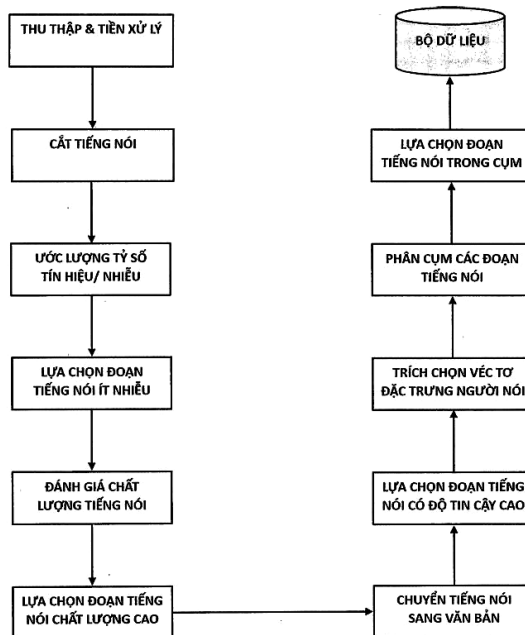 THU THẬP & TIỀN XỬ LÝ
CẮT TIẾNG NÓI
ƯỚC LƯỢNG TỶ SỐ
TÍN HIỆU/ NHIỄU
LỰA CHỌN ĐOẠN
TIẾNG NÓI ÍT NHIỄU
ĐÁNH GIÁ CHẤT
LƯỢNG TIẾNG NÓI
LỰA CHỌN ĐOẠN TIẾNG
NÓI CHẤT LƯỢNG CAO
CHUYỂN TIẾNG NÓI
SANG VĂN BẢN
LỰA CHỌN ĐOẠN TIẾNG
NÓI CÓ ĐỘ TIN CẬY CAO
TRÍCH CHỌN VÉC TƠ
ĐẶC TRƯNG NGƯỜI NÓI
PHÂN CỤM CÁC ĐOẠN
TIẾNG NÓI
LỰA CHỌN ĐOẠN
TIẾNG NÓI TRONG CỤM
BỘ DỮ LIỆU